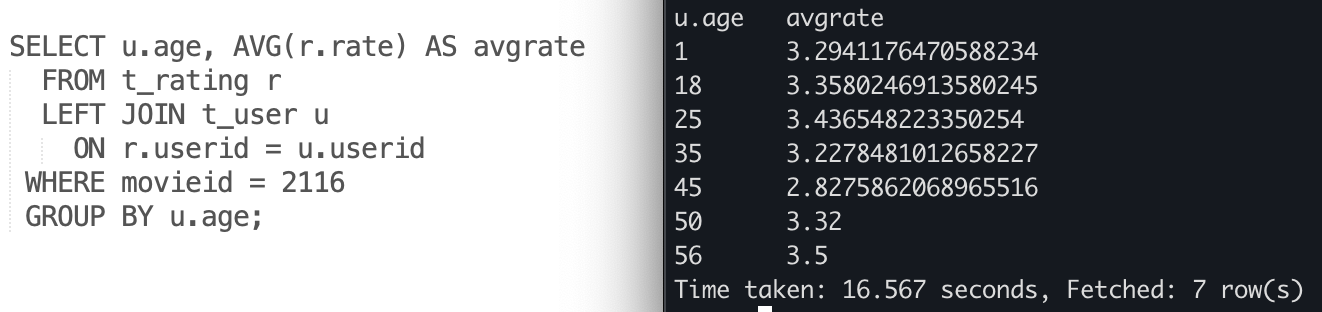 SELECT u.age, AVG(r.rate) AS avgrate
FROM t_rating r
LEFT JOIN t_user u
ON r.userid = u.userid
WHERE movieid = 2116
GROUP BY u.age;
u.age avgrate
1 3.2941176470588234
18 3.3580246913580245
25 3.436548223350254
35 3.2278481012658227
45 2.8275862068965516
50 3.32
56 3.5
Time taken: 16.567 seconds, Fetched: 7 row(s)